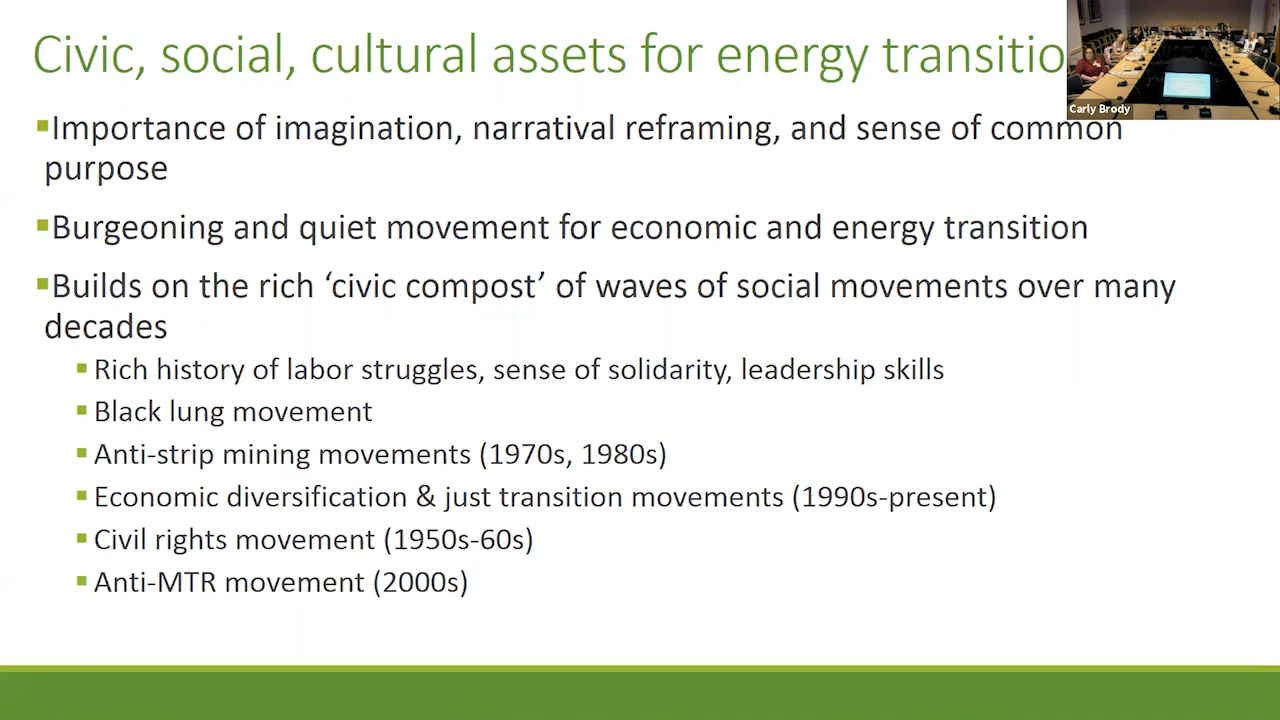 Civic, social, cultural assets for energy transitio
Carly Brody
▪Importance of imagination, narratival reframing, and sense of common
purpose
▪Burgeoning and quiet movement for economic and energy transition
▪Builds on the rich ‘civic compost’ of waves of social movements over many
decades
▪Rich history of labor struggles, sense of solidarity, leadership skills
▪Black lung movement
▪Anti-strip mining movements (1970s, 1980s)
▪Economic diversification & just transition movements (1990s-present)
▪Civil rights movement (1950s-60s)
▪Anti-MTR movement (2000s)